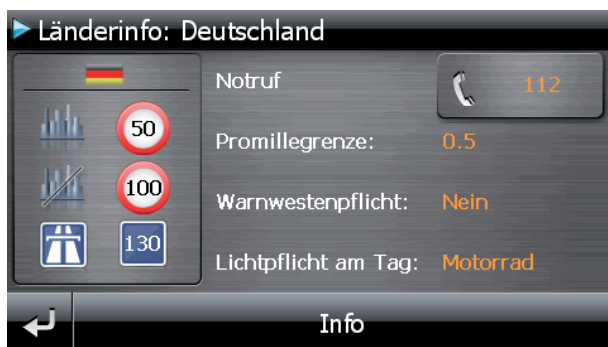 Länderinfo: Deutschland
Notruf
112
50
Promillegrenze:
0.5
100
Warnwestenpflicht:
Nein
130
Lichtpflicht am Tag:
Motorrad
Info